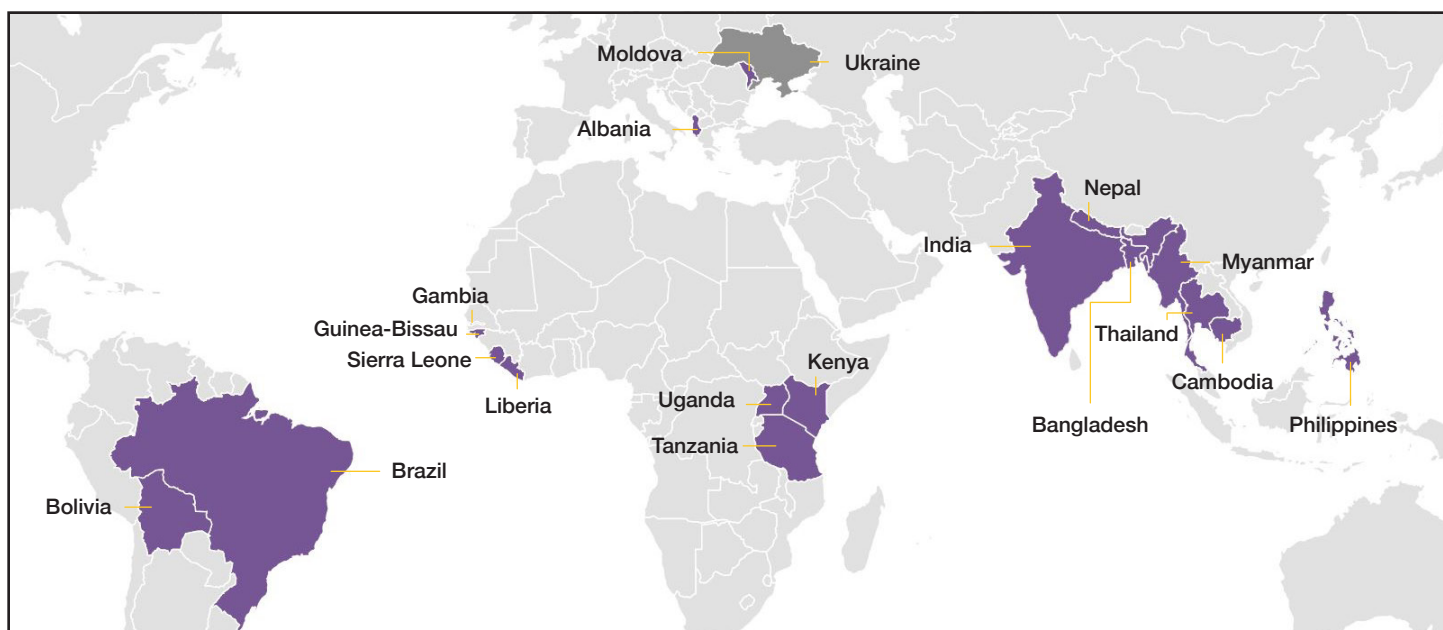 Moldova
Ukraine
Albania
Nepal
India
Myanmar
Gambia
Guinea-Bissau
Thailand
Sierra Leone
Kenya
Cambodia
Liberia
Uganda
Bangladesh
Philippines
Tanzania
Brazil
Bolivia